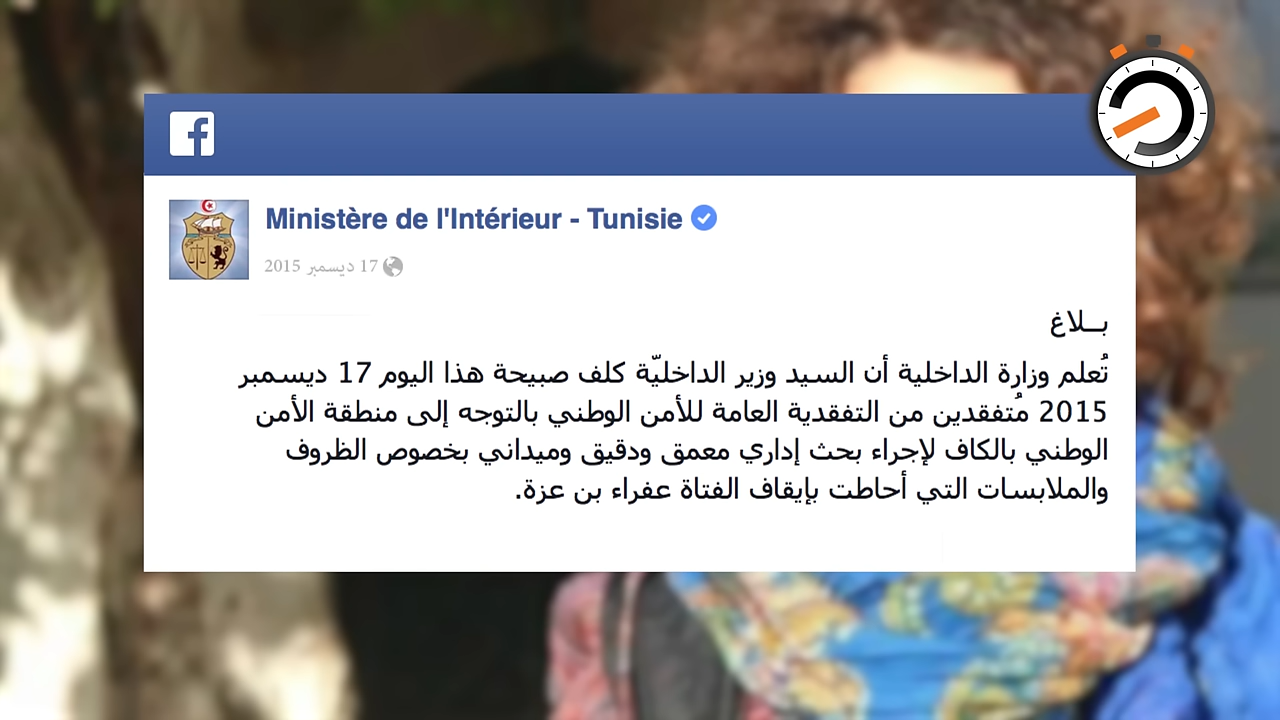 Ministère de l'Intérieur - Tunisie
17 ديسمبر 2015
بــلاغ
تُعلم وزارة الداخلية أن السيد وزير الداخليّة كلف صبيحة هذا اليوم 17 ديسمبر
2015 مُتفقدين من التفقدية العامة للأمن الوطني بالتوجه إلى منطقة الأمن
الوطني بالكاف لإجراء بحث إداري معمق ودقيق وميداني بخصوص الظروف
والملابسات التي أحاطت بإيقاف الفتاة عفراء بن عزة.